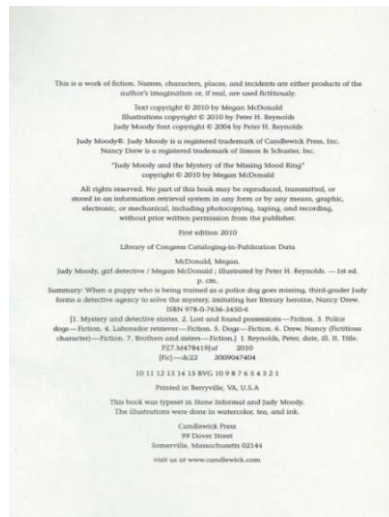 This is a work of fiction. Names, characters, places, and incidents are either products of the
author's imagination or, if real, are used fictitiously.
Text copyright © 2010 by Megan McDonald
Illustrations copyright © 2010 by Peter H. Reynolds
Judy Moody font copyright © 2004 by Peter H. Reynolds
Judy Moody®. Judy Moody is a registered trademark of Candlewick Press, Inc.
Nancy Drew is a registered trademark of Simon & Schuster, Inc.
"Judy Moody and the Mystery of the Missing Mood Ring"
copyright © 2010 by Megan McDonald
All rights reserved. No part of this book may be reproduced, transmitted, or
stored in an information retrieval system in any form or by any means, graphic,
electronic, or mechanical, including photocopying, taping, and recording,
without prior written permission from the publisher.
First edition 2010
Library of Congress Cataloging-in-Publication Data
McDonald, Megan.
Judy Moody, girl detective / Megan McDonald ; illustrated by Peter H. Reynolds. — 1st ed.
p. cm.
Summary: When a puppy who is being trained as a police dog goes missing, third-grader Judy
forms a detective agency to solve the mystery, imitating her literary heroine, Nancy Drew.
ISBN 978-0-7636-3450-6
[1. Mystery and detective stories. 2. Lost and found possessions—Fiction. 3. Police
dogs—Fiction. 4. Labrador retriever—Fiction. 5. Dogs—Fiction. 6. Drew, Nancy (Fictitious
character)—Fiction. 7. Brothers and sisters—Fiction.] I. Reynolds, Peter, date, ill. II. Title.
PZ7.M478419Juf 2010
[Fic]—dc22 2009047404
10 11 12 13 14 15 BVG 10 9 8 7 6 5 4 3 2 1
Printed in Berryville, VA, U.S.A
This book was typeset in Stone Informal and Judy Moody.
The illustrations were done in watercolor, tea, and ink.
Candlewick Press
99 Dover Street
Somerville, Massachusetts 02144
visit us at www.candlewick.com